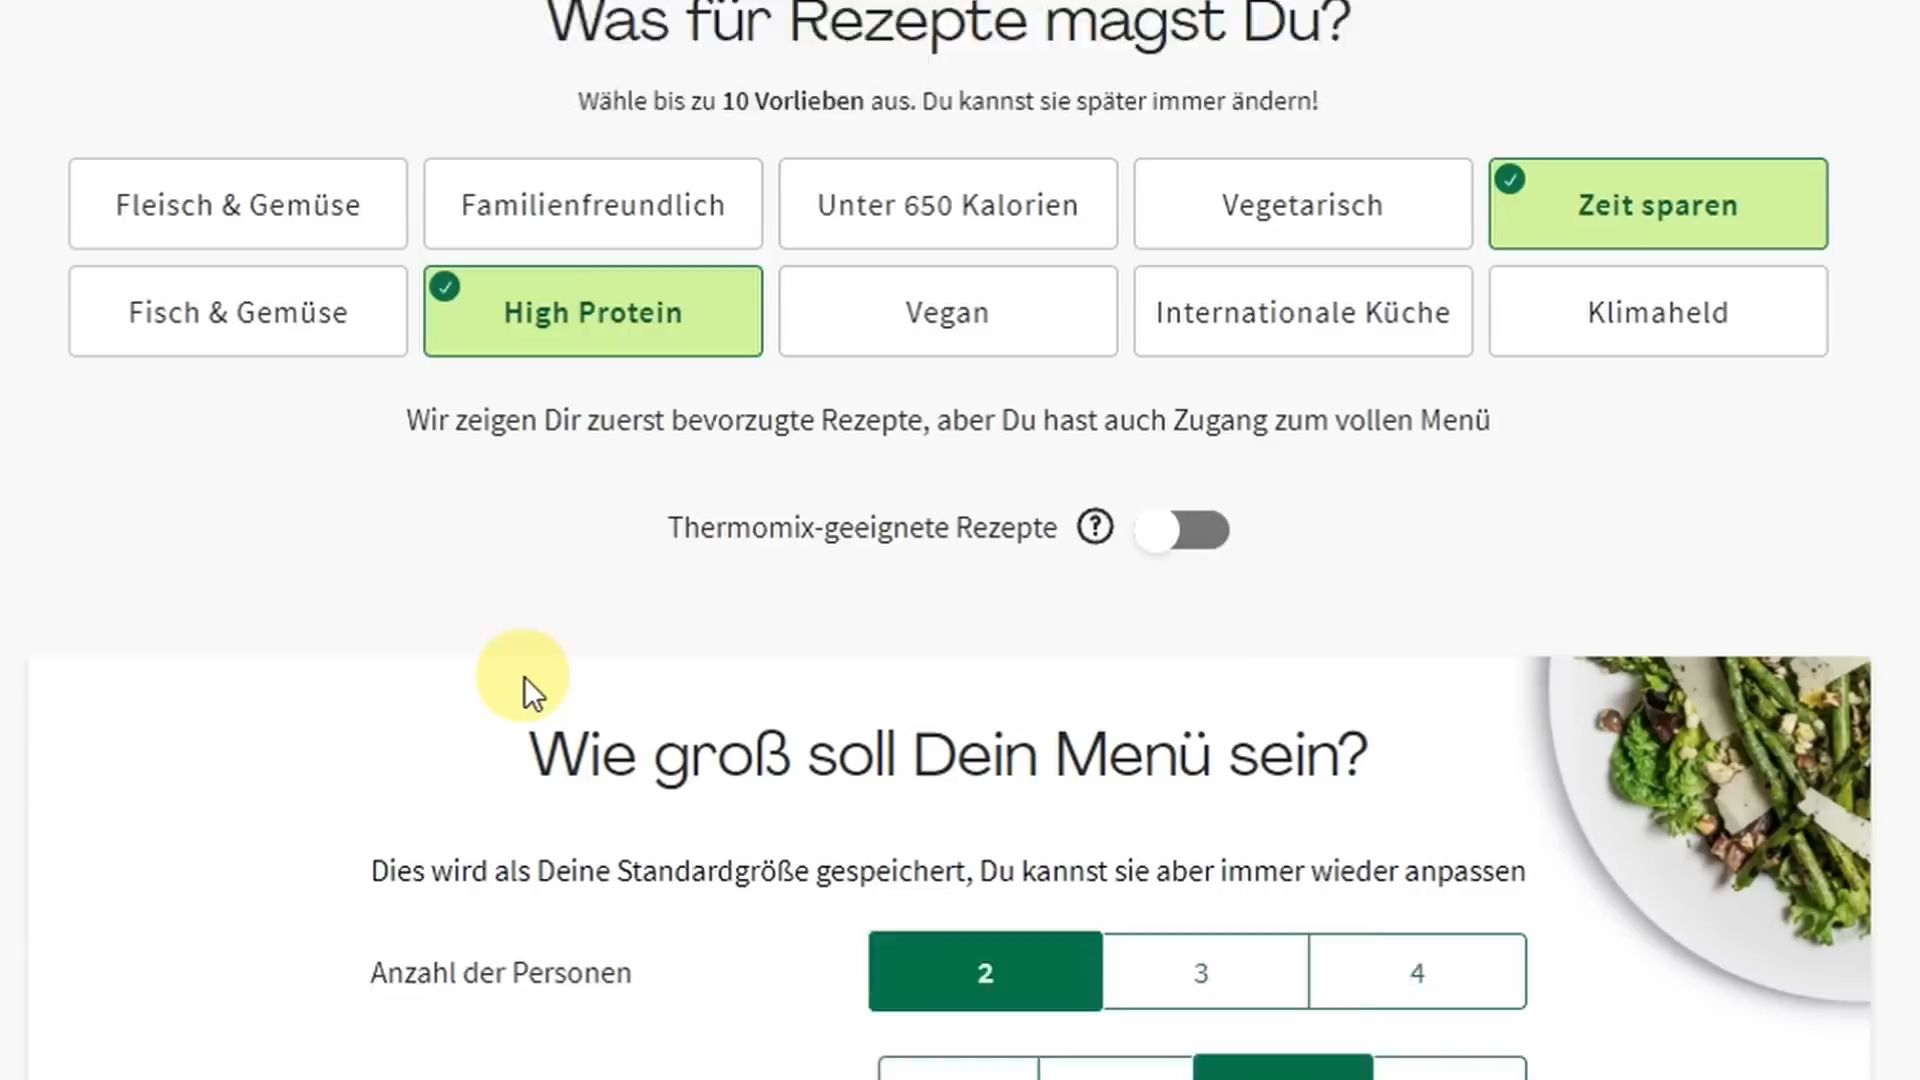 Was für Rezepte magst Du?
Wähle bis zu 10 Vorlieben aus. Du kannst sie später immer ändern!
Fleisch & Gemüse
Familienfreundlich
Unter 650 Kalorien
Vegetarisch
Zeit sparen
Fisch & Gemüse
High Protein
Vegan
Internationale Küche
Klimaheld
Wir zeigen Dir zuerst bevorzugte Rezepte, aber Du hast auch Zugang zum vollen Menü
Thermomix-geeignete Rezepte ?
Wie groß soll Dein Menü sein?
Dies wird als Deine Standardgröße gespeichert, Du kannst sie aber immer wieder anpassen
Anzahl der Personen 2 3 4